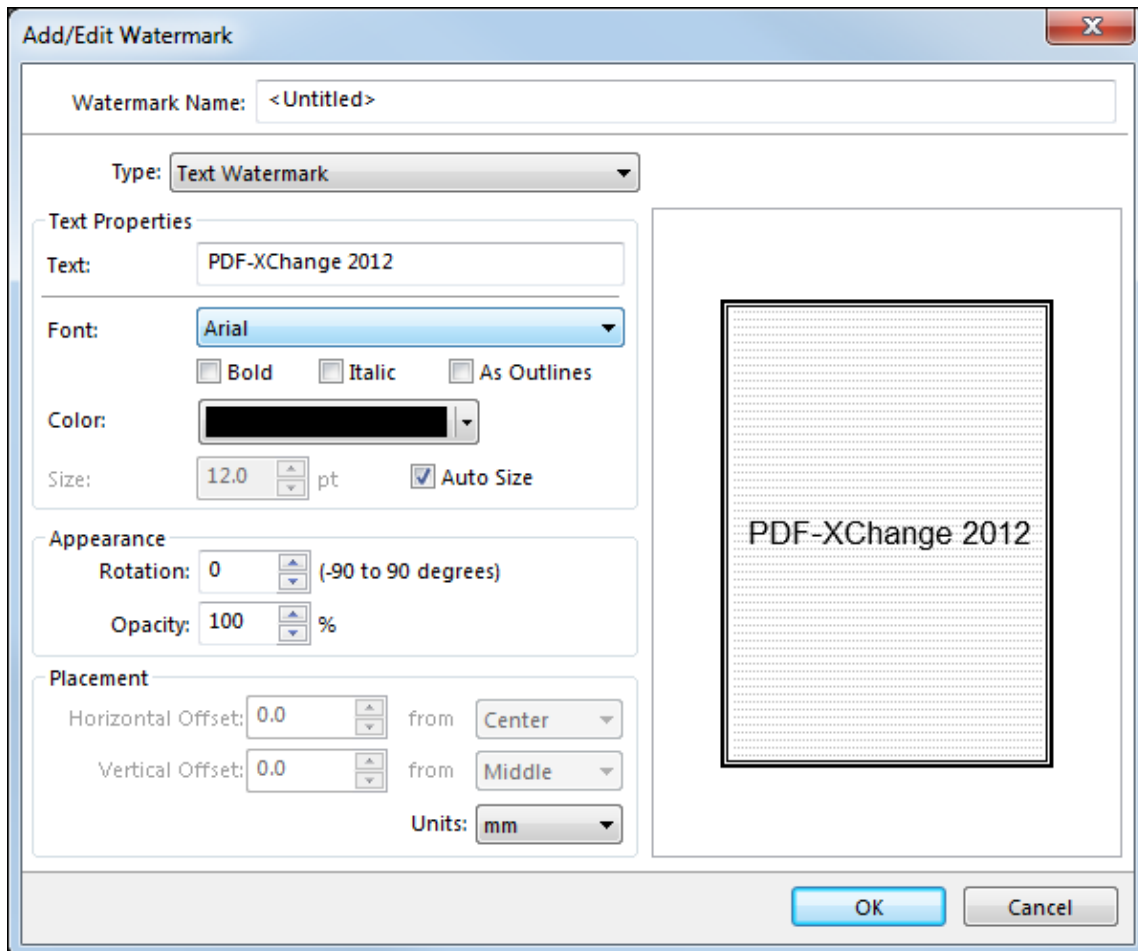 Add/Edit Watermark
Watermark Name: <Untitled>
Type: Text Watermark
Text Properties
Text: PDF-XChange 2012
Font: Arial
Bold Italic As Outlines
Color:
Size: 12.0 pt Auto Size
Appearance
Rotation: 0 (-90 to 90 degrees)
Opacity: 100 %
Placement
Horizontal Offset: 0.0 from Center
Vertical Offset: 0.0 from Middle
Units: mm
PDF-XChange 2012
OK Cancel